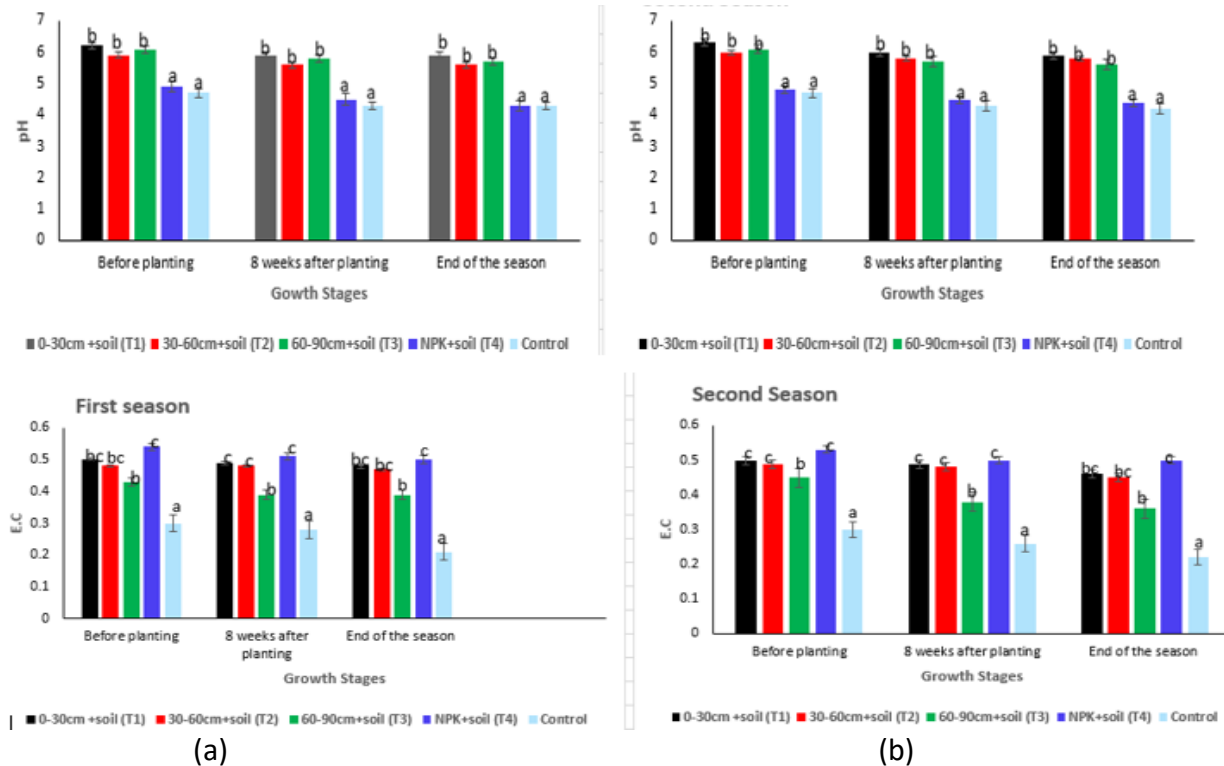 7
6
5
4
3
2
1
0
pH
b
b
b
a
a
b
b
b
a
a
b
b
b
a
a
Before planting
8 weeks after planting
End of the season
Gowth Stages
0-30cm +soil (T1)
30-60cm+soil (T2)
60-90cm+soil (T3)
NPK+soil (T4)
Control
7
6
5
4
3
2
1
0
pH
b
b
b
a
a
b
b
b
a
a
b
b
b
a
a
Before planting
8 weeks after planting
End of the season
Growth Stages
0-30cm +soil (T1)
30-60cm+soil (T2)
60-90cm+soil (T3)
NPK+soil (T4)
Control
First season
0.6
0.5
0.4
0.3
0.2
0.1
0
E.C
bc
bc
b
c
a
c
c
b
c
a
bc
bc
b
c
a
Before planting
8 weeks after
planting
End of the season
Growth Stages
0-30cm +soil (T1)
30-60cm+soil (T2)
60-90cm+soil (T3)
NPK+soil (T4)
Control
Second Season
0.6
0.5
0.4
0.3
0.2
0.1
0
E.C
c
c
b
c
a
c
c
b
c
a
bc
bc
b
c
a
Before planting
8 weeks after planting
End of the season
Growth Stages
0-30cm +soil (T1)
30-60cm+soil (T2)
60-90cm+soil (T3)
NPK+soil (T4)
Control
(a)
(b)